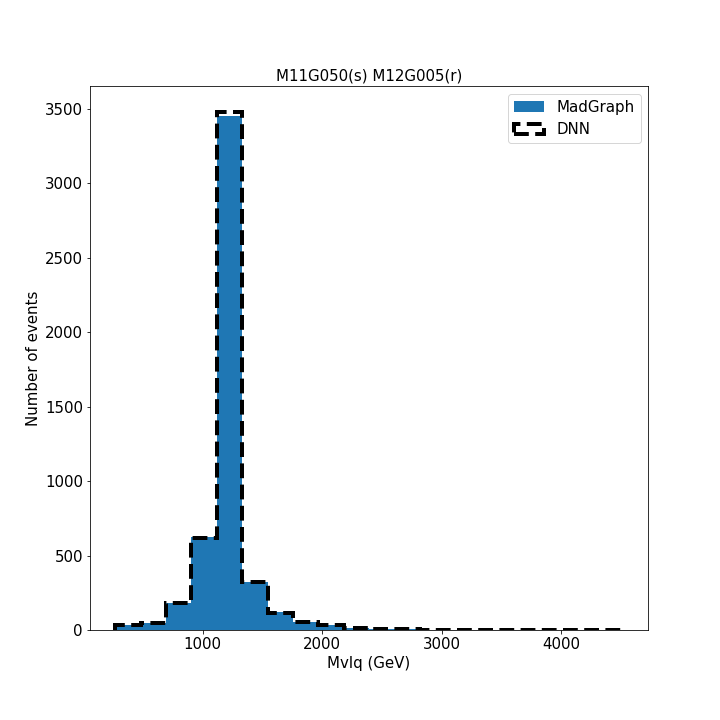 M11G050(s) M12G005(r)
MadGraph
DNN
3500
3000
2500
2000
1500
1000
500
0
Number of events
1000 2000 3000 4000
Mvlq (GeV)